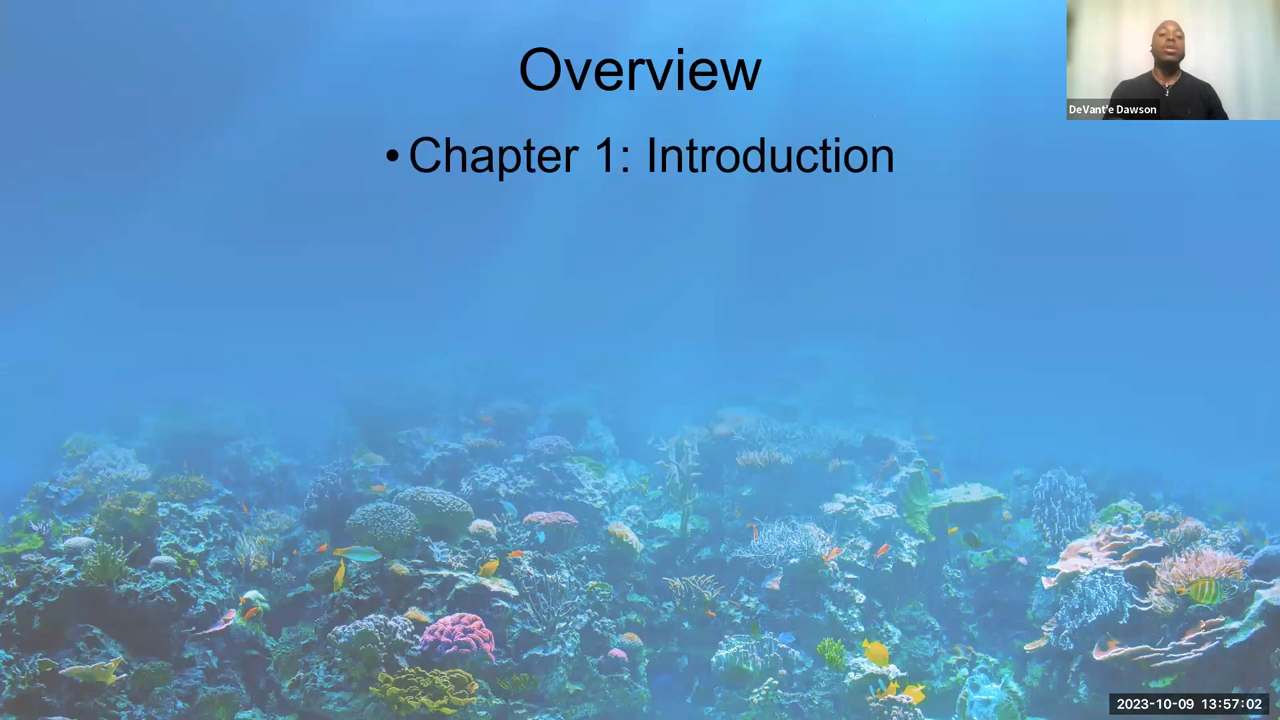 Overview
• Chapter 1: Introduction
DeVant'e Dawson
2023-10-09 13:57:02